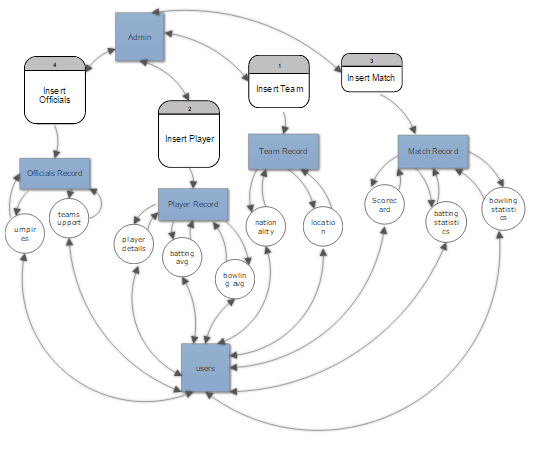 Admin
4
Insert
Officials
1
Insert Team
3
Insert Match
2
Insert Player
Officials Record
Team Record
Match Record
Player Record
umpir
es
teams
upport
player
details
batting
avg
bowlin
g avg
nation
ality
locatio
n
Scorec
ard
batting
statisti
cs
bowling
statisti
cs
users